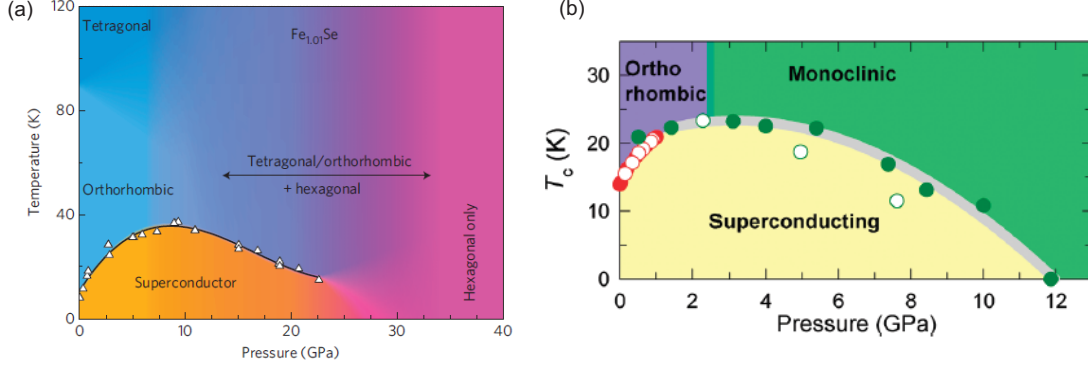 (a)
120
80
40
0
Temperature (K)
Tetragonal
Fe1.01Se
Tetragonal/orthorhombic
+ hexagonal
Orthorhombic
Superconductor
Hexagonal only
0
10
20
30
40
Pressure (GPa)
(b)
30
20
10
0
Tc (K)
Ortho
rhombic
Monoclinic
Superconducting
0
2
4
6
8
10
12
Pressure (GPa)